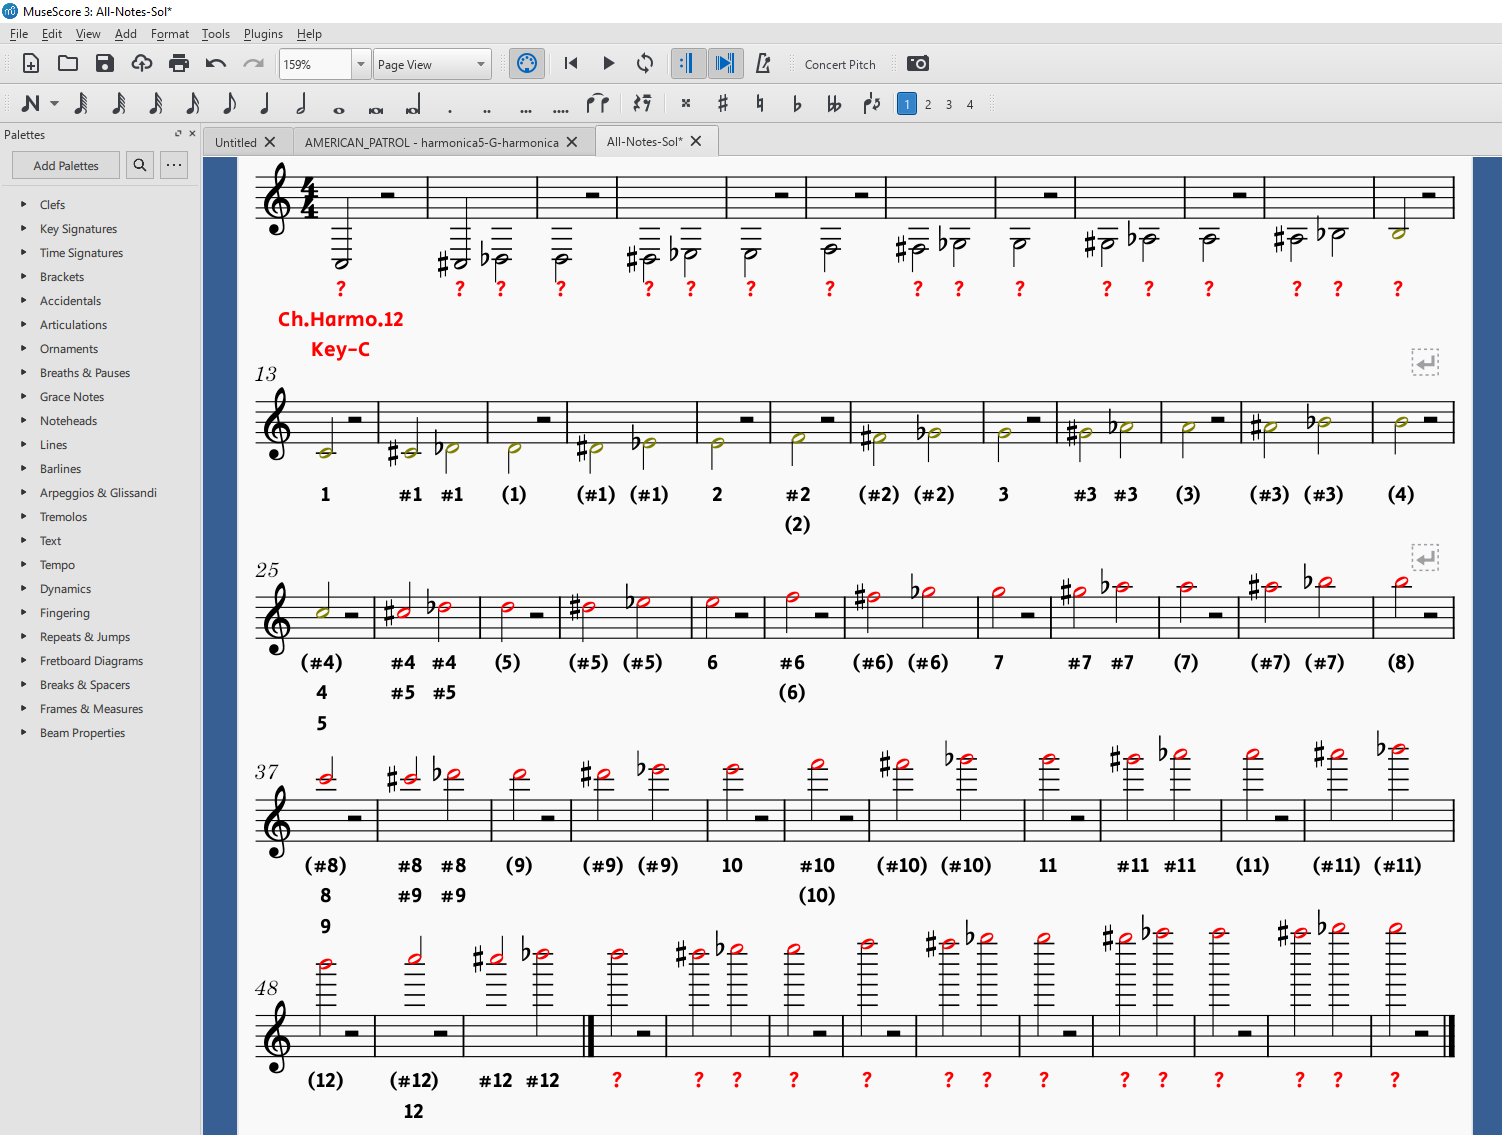 MuseScore 3: All-Notes-Sol*
File Edit View Add Format Tools Plugins Help
159% Page View Concert Pitch
1 2 3 4
Palettes
Untitled AMERICAN_PATROL - harmonica5-G-harmonica All-Notes-Sol*
Add Palettes
Clefs
Key Signatures
Time Signatures
Brackets
Accidentals
Articulations
Ornaments
Breaths & Pauses
Grace Notes
Noteheads
Lines
Barlines
Arpeggios & Glissandi
Tremolos
Text
Tempo
Dynamics
Fingering
Repeats & Jumps
Fretboard Diagrams
Breaks & Spacers
Frames & Measures
Beam Properties
4
4
? ? ? ? ? ? ? ? ? ? ? ? ? ? ? ? ?
Ch.Harmo.12
Key-C
13
1 #1 #1 (1) (#1) (#1) 2 #2 (#2) (#2) 3 #3 #3 (3) (#3) (#3) (4)
(2)
25
(#4) #4 #4 (5) (#5) (#5) 6 #6 (#6) (#6) 7 #7 #7 (7) (#7) (#7) (8)
4 #5 #5 (6)
5
37
(#8) #8 #8 (9) (#9) (#9) 10 #10 (#10) (#10) 11 #11 #11 (11) (#11) (#11)
8 #9 #9 (10)
9
48
(12) (#12) #12 #12 ? ? ? ? ? ? ? ? ? ? ? ? ? ?
12